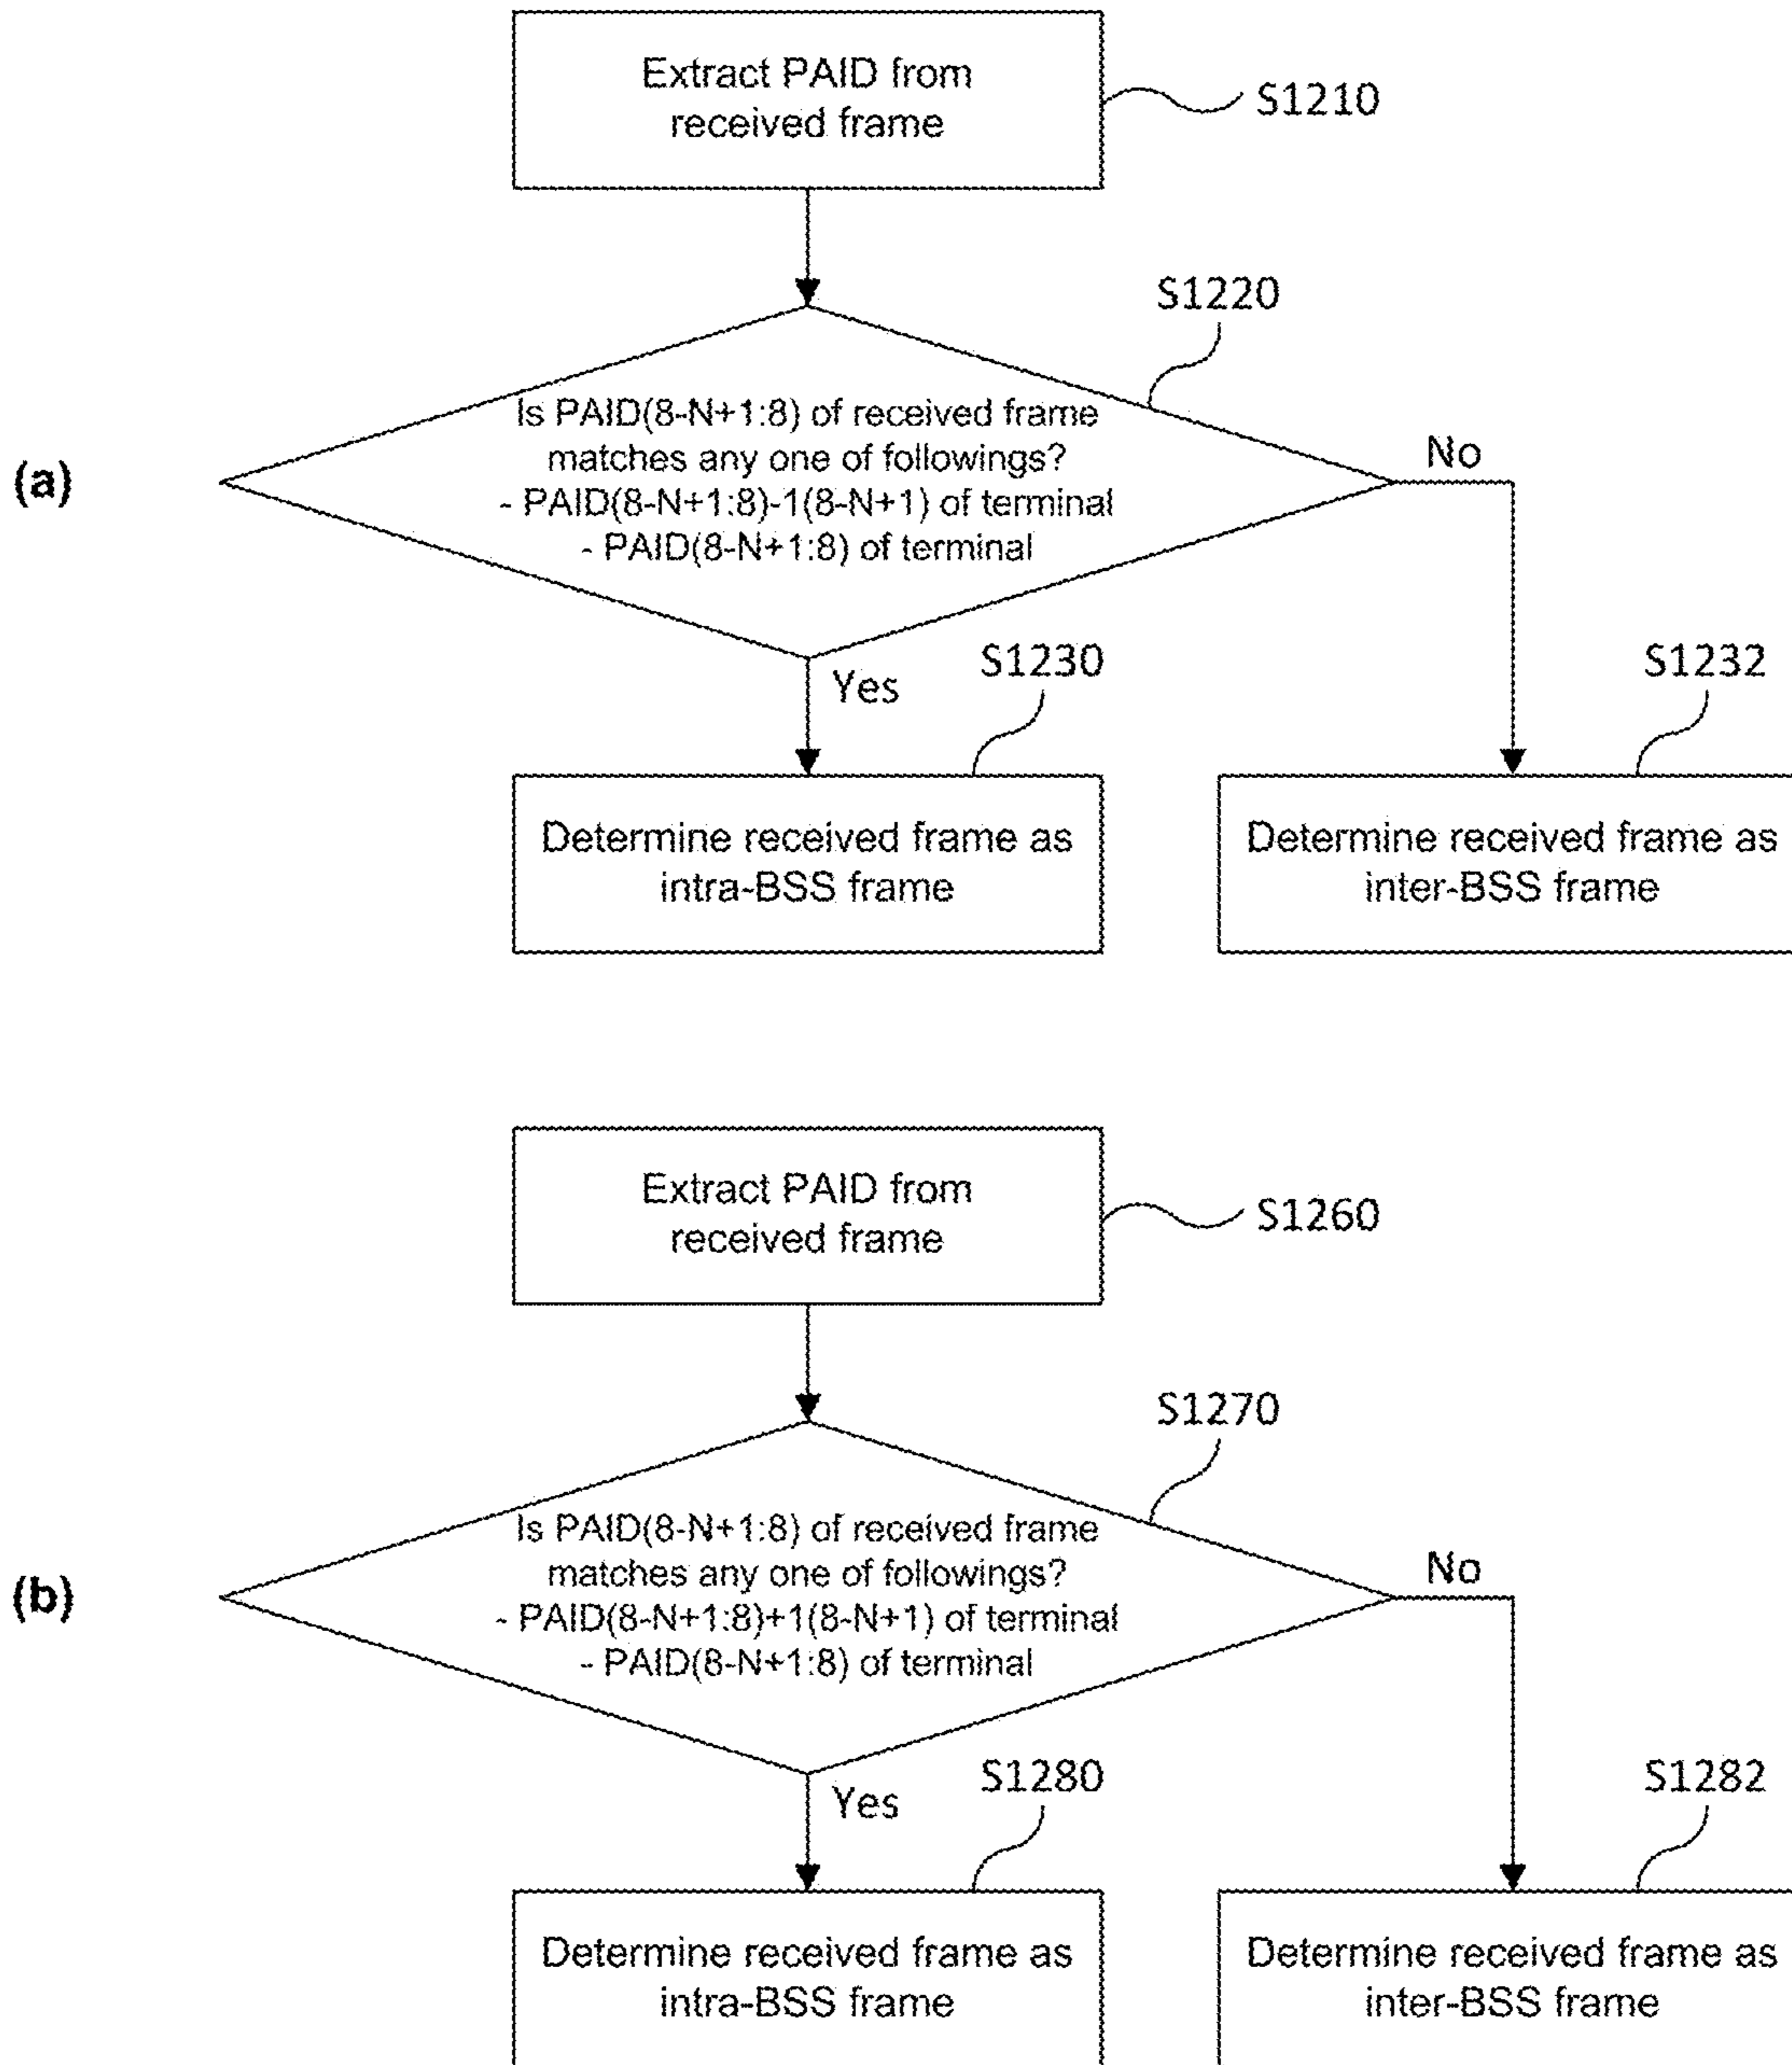 Extract PAID from
received frame
S1210
S1220
(a)
Is PAID(8-N+1:8) of received frame
matches any one of followings?
- PAID(8-N+1:8)-1(8-N+1) of terminal
- PAID(8-N+1:8) of terminal
No
Yes
S1230
S1232
Determine received frame as
intra-BSS frame
Determine received frame as
inter-BSS frame
Extract PAID from
received frame
S1260
S1270
(b)
Is PAID(8-N+1:8) of received frame
matches any one of followings?
- PAID(8-N+1:8)+1(8-N+1) of terminal
- PAID(8-N+1:8) of terminal
No
Yes
S1280
S1282
Determine received frame as
intra-BSS frame
Determine received frame as
inter-BSS frame